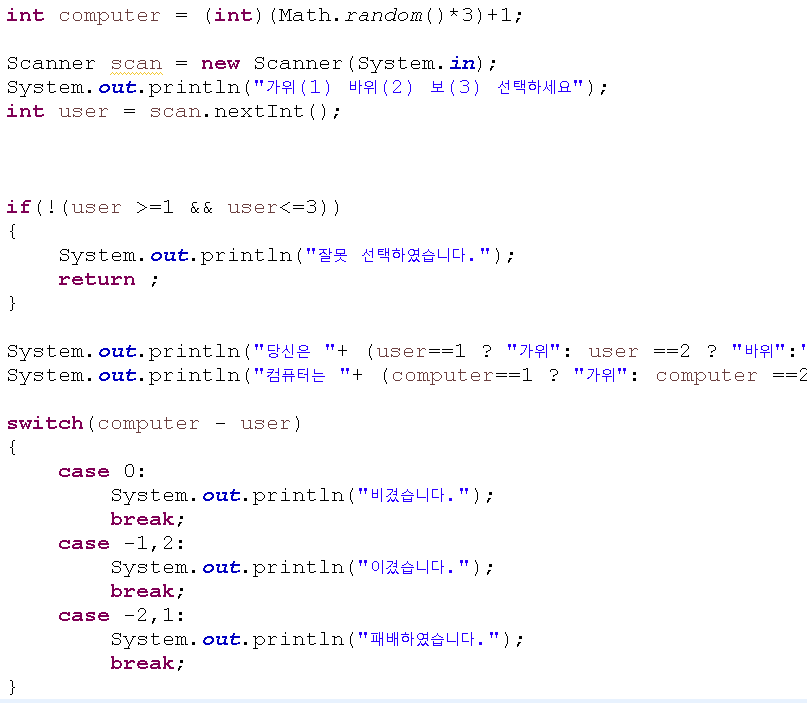 int computer = (int)(Math.random()*3)+1;
Scanner scan = new Scanner(System.in);
System.out.println("가위(1) 바위(2) 보(3) 선택하세요");
int user = scan.nextInt();
if(!(user >=1 && user<=3))
{
System.out.println("잘못 선택하였습니다.");
return ;
}
System.out.println("당신은 "+ (user==1 ? "가위": user ==2 ? "바위":"
System.out.println("컴퓨터는 "+ (computer==1 ? "가위": computer ==2
switch(computer - user)
{
case 0:
System.out.println("비겼습니다.");
break;
case -1,2:
System.out.println("이겼습니다.");
break;
case -2,1:
System.out.println("패배하였습니다.");
break;
}